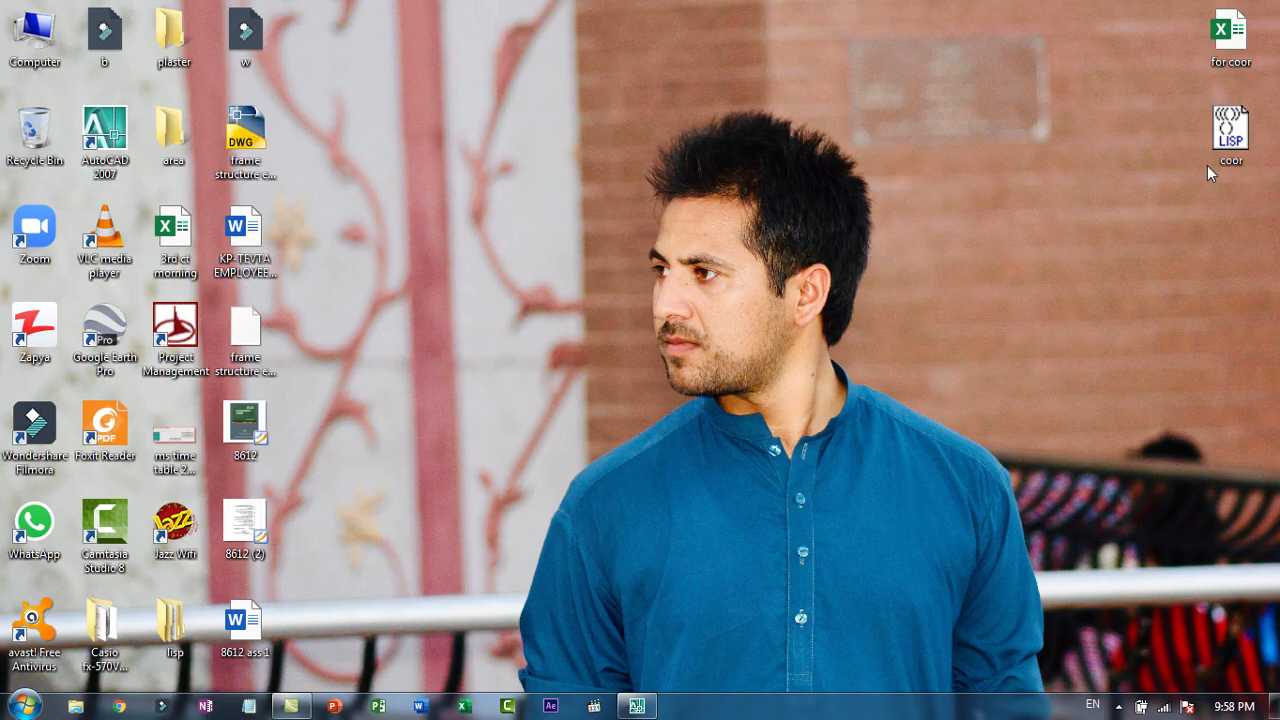 Computer
b
plaster
w
for coor
Recycle Bin
AutoCAD
2007
area
DWG
frame
structure e...
LISP
coor
Zoom
VLC media
player
3rd ct
morning
KP-TEVTA
EMPLOYEE...
Zapya
Pro
Google Earth
Pro
Project
Management
frame
structure e...
Wondershare
Filmora
PDF
Foxit Reader
ms time
table 2...
8612
WhatsApp
Camtasia
Studio 8
Jazz
Jazz Wifi
8612 (2)
avast! Free
Antivirus
Casio
fx-570V...
lisp
8612 ass 1
EN
9:58 PM